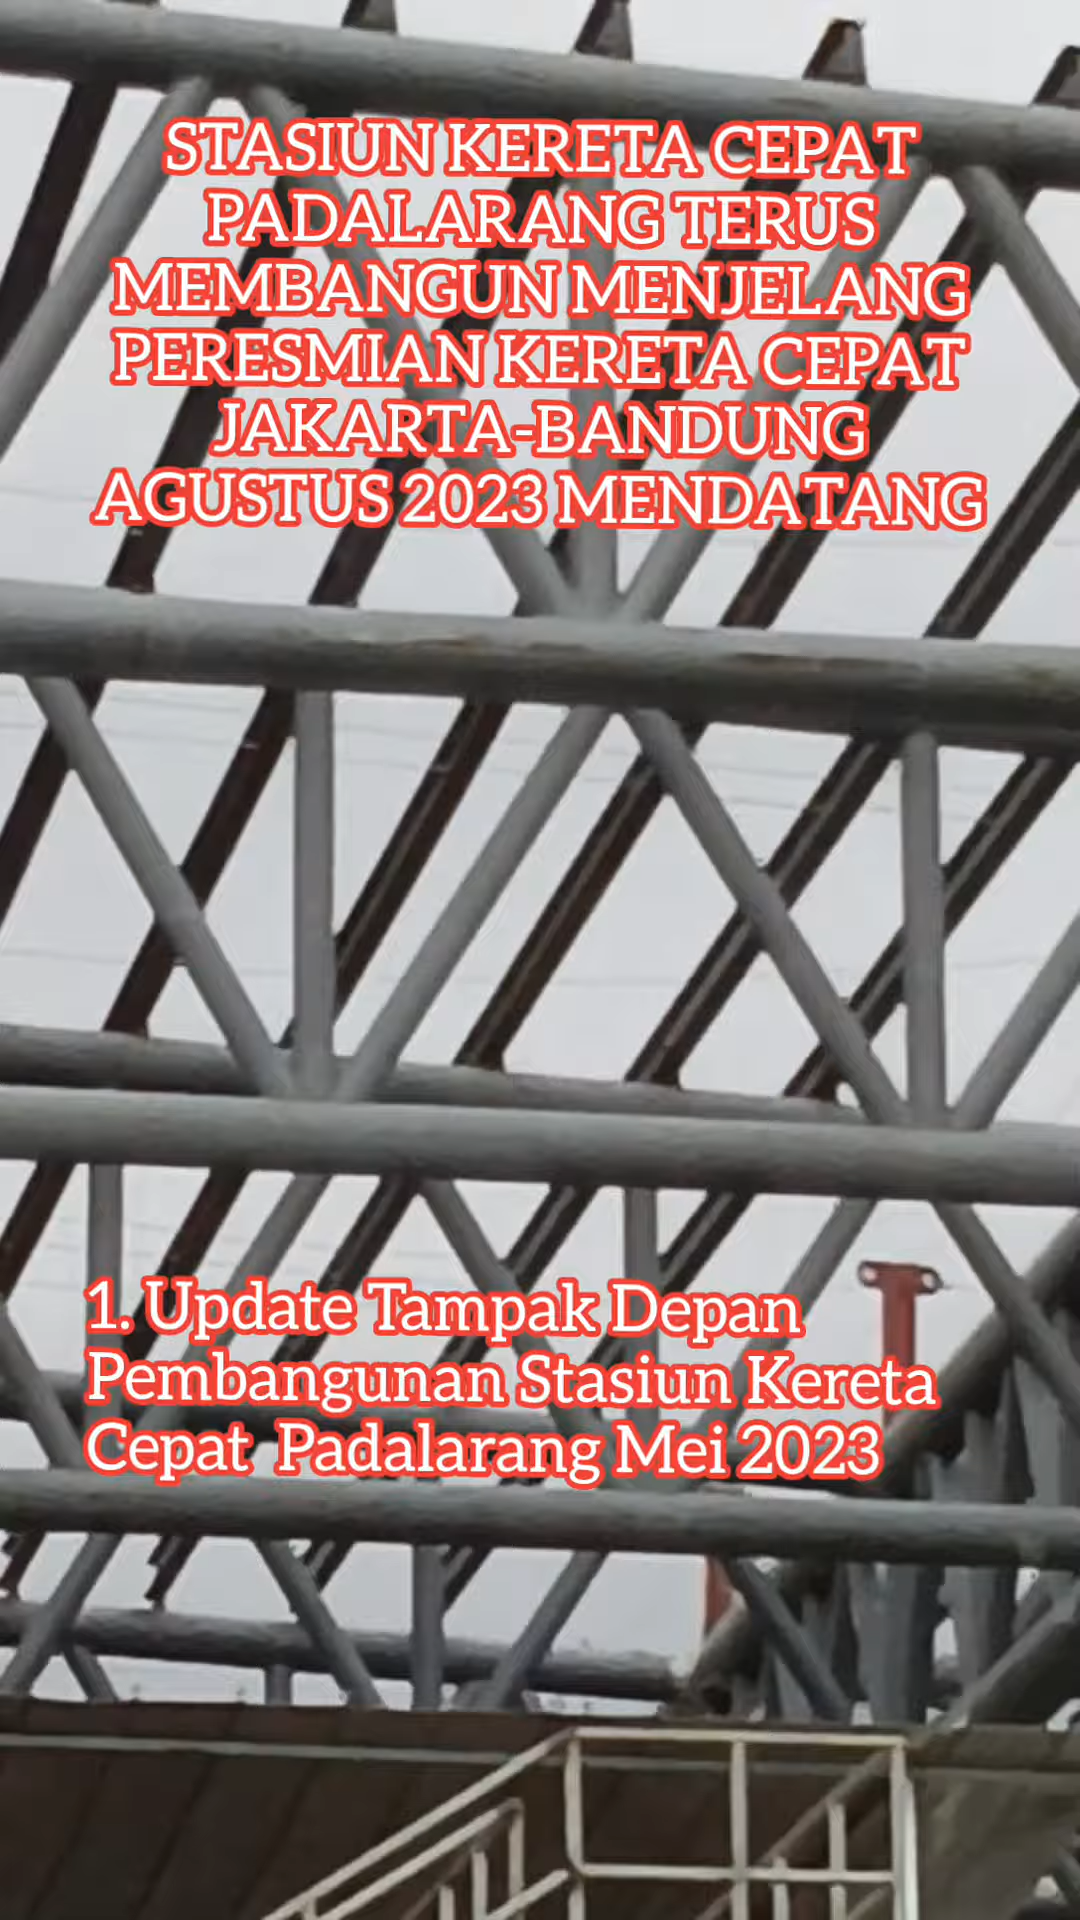 STASIUN KERETA CEPAT
PADALARANG TERUS
MEMBANGUN MENJELANG
PERESMIAN KERETA CEPAT
JAKARTA-BANDUNG
AGUSTUS 2023 MENDATANG
1. Update Tampak Depan
Pembangunan Stasiun Kereta
Cepat Padalarang Mei 2023